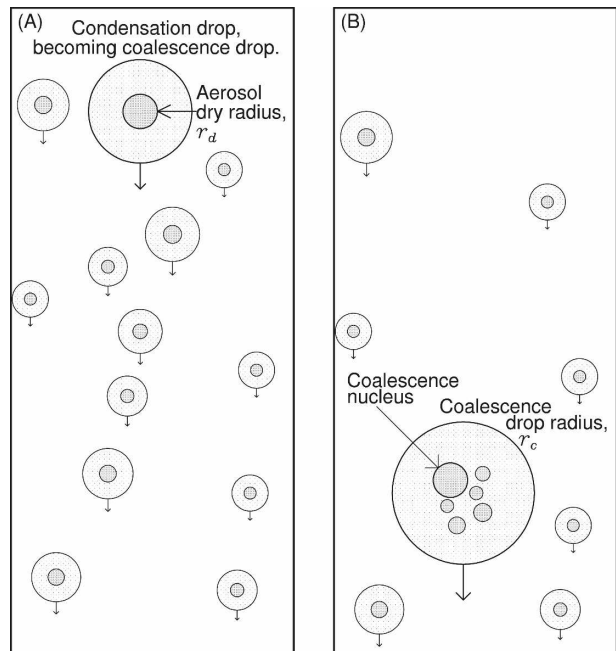 (A)
Condensation drop,
becoming coalescence drop.
Aerosol
dry radius,
r_d
(B)
Coalescence
nucleus
Coalescence
drop radius,
r_c